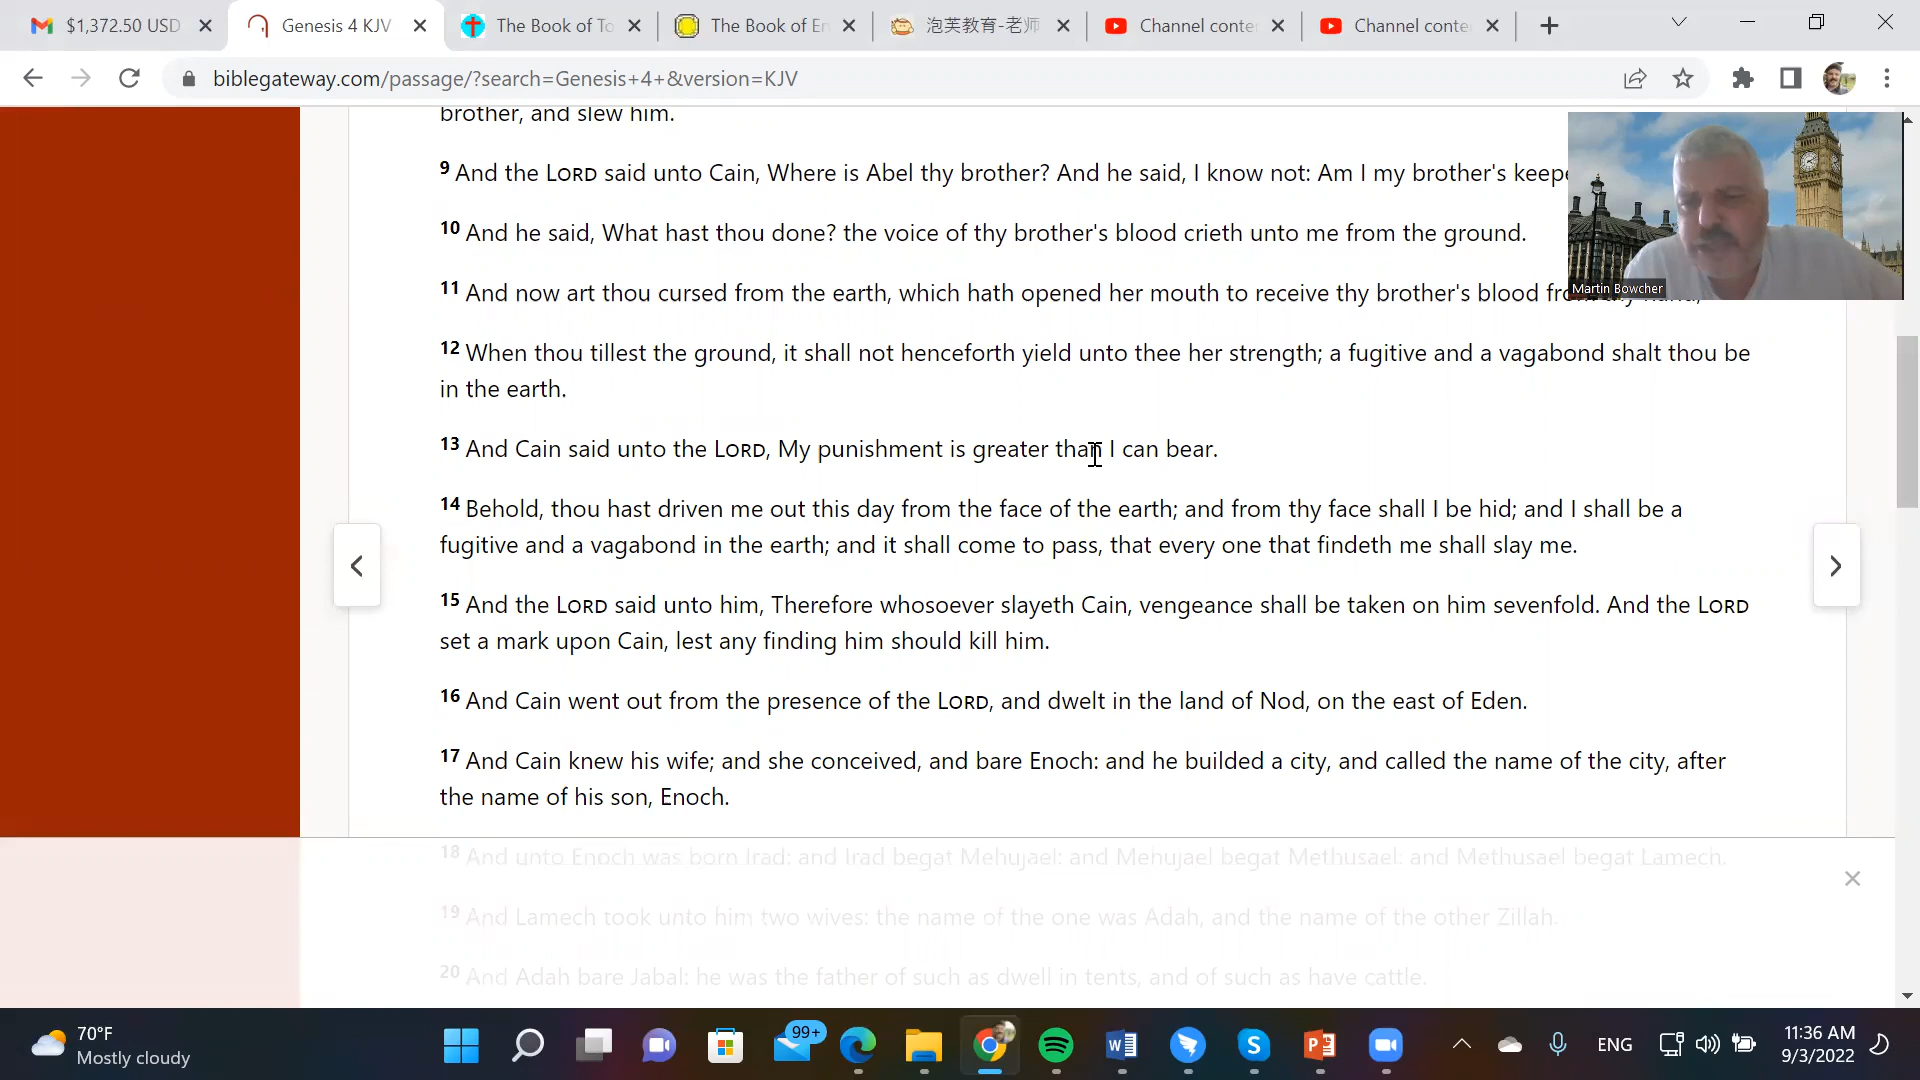 $1,372.50 USD
Genesis 4 KJV
The Book of To
The Book of En
泡芙教育-老师
Channel conte
Channel conte
biblegateway.com/passage/?search=Genesis+4+&version=KJV
brother, and slew him.
9 And the LORD said unto Cain, Where is Abel thy brother? And he said, I know not: Am I my brother's keepe
10 And he said, What hast thou done? the voice of thy brother's blood crieth unto me from the ground.
11 And now art thou cursed from the earth, which hath opened her mouth to receive thy brother's blood from thy hand;
Martin Bowcher
12 When thou tillest the ground, it shall not henceforth yield unto thee her strength; a fugitive and a vagabond shalt thou be
in the earth.
13 And Cain said unto the LORD, My punishment is greater than I can bear.
14 Behold, thou hast driven me out this day from the face of the earth; and from thy face shall I be hid; and I shall be a
fugitive and a vagabond in the earth; and it shall come to pass, that every one that findeth me shall slay me.
15 And the LORD said unto him, Therefore whosoever slayeth Cain, vengeance shall be taken on him sevenfold. And the LORD
set a mark upon Cain, lest any finding him should kill him.
16 And Cain went out from the presence of the LORD, and dwelt in the land of Nod, on the east of Eden.
17 And Cain knew his wife; and she conceived, and bare Enoch: and he builded a city, and called the name of the city, after
the name of his son, Enoch.
18 And unto Enoch was born Irad: and Irad begat Mehujael: and Mehujael begat Methusael: and Methusael begat Lamech.
19 And Lamech took unto him two wives: the name of the one was Adah, and the name of the other Zillah.
20 And Adah bare Jabal: he was the father of such as dwell in tents, and of such as have cattle.
70°F
Mostly cloudy
99+
ENG
11:36 AM
9/3/2022